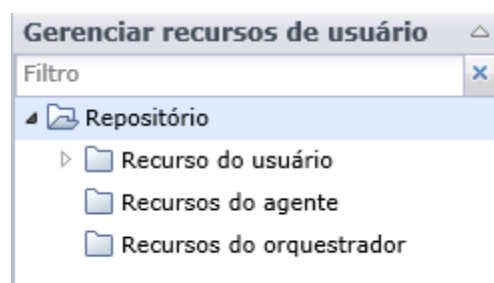 Gerenciar recursos de usuário
Filtro
Repositório
Recurso do usuário
Recursos do agente
Recursos do orquestrador